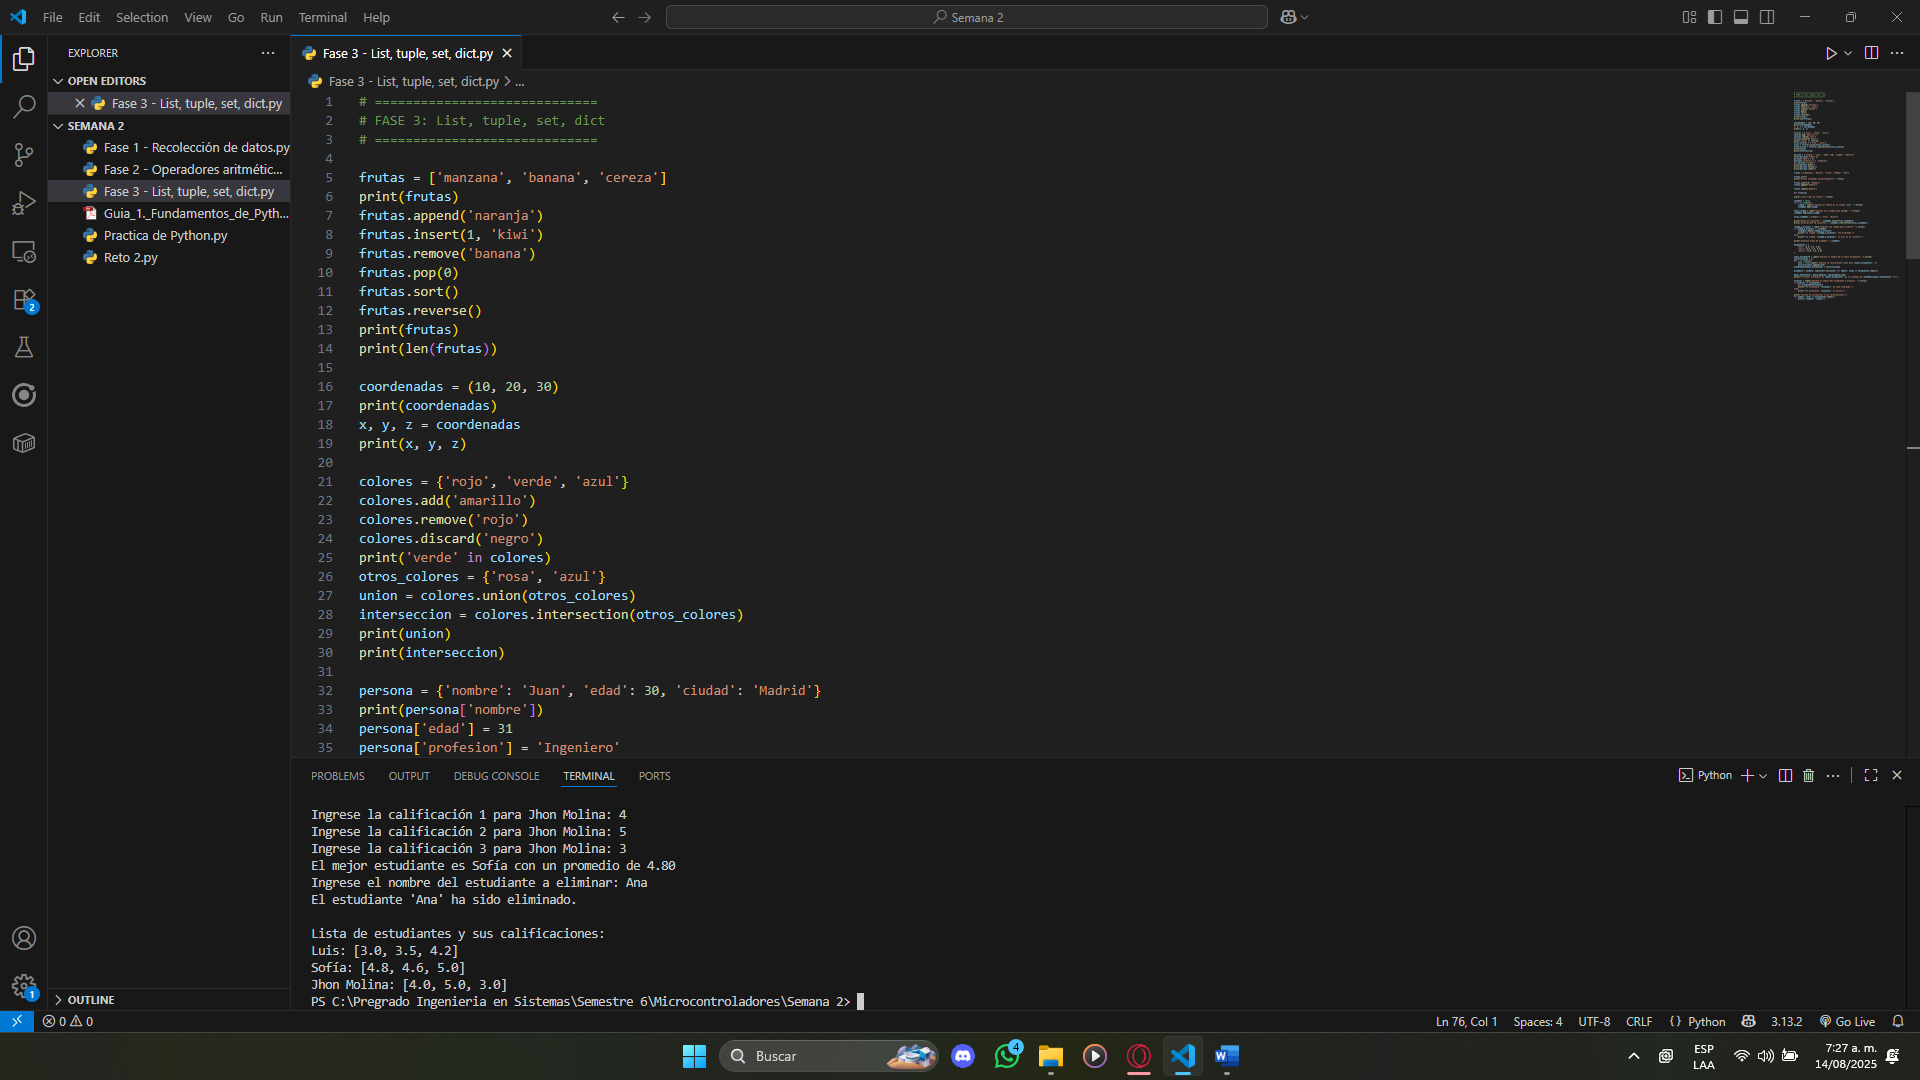 File Edit Selection View Go Run Terminal Help
Semana 2
EXPLORER
OPEN EDITORS
Fase 3 - List, tuple, set, dict.py
SEMANA 2
Fase 1 - Recolección de datos.py
Fase 2 - Operadores aritmétic...
Fase 3 - List, tuple, set, dict.py
Guia_1._Fundamentos_de_Pyth...
Practica de Python.py
Reto 2.py
OUTLINE
2
1
Fase 3 - List, tuple, set, dict.py
Fase 3 - List, tuple, set, dict.py > ...
1 # =============================
2 # FASE 3: List, tuple, set, dict
3 # =============================
4
5 frutas = ['manzana', 'banana', 'cereza']
6 print(frutas)
7 frutas.append('naranja')
8 frutas.insert(1, 'kiwi')
9 frutas.remove('banana')
10 frutas.pop(0)
11 frutas.sort()
12 frutas.reverse()
13 print(frutas)
14 print(len(frutas))
15
16 coordenadas = (10, 20, 30)
17 print(coordenadas)
18 x, y, z = coordenadas
19 print(x, y, z)
20
21 colores = {'rojo', 'verde', 'azul'}
22 colores.add('amarillo')
23 colores.remove('rojo')
24 colores.discard('negro')
25 print('verde' in colores)
26 otros_colores = {'rosa', 'azul'}
27 union = colores.union(otros_colores)
28 interseccion = colores.intersection(otros_colores)
29 print(union)
30 print(interseccion)
31
32 persona = {'nombre': 'Juan', 'edad': 30, 'ciudad': 'Madrid'}
33 print(persona['nombre'])
34 persona['edad'] = 31
35 persona['profesion'] = 'Ingeniero'
PROBLEMS OUTPUT DEBUG CONSOLE TERMINAL PORTS
Python
Ingrese la calificación 1 para Jhon Molina: 4
Ingrese la calificación 2 para Jhon Molina: 5
Ingrese la calificación 3 para Jhon Molina: 3
El mejor estudiante es Sofía con un promedio de 4.80
Ingrese el nombre del estudiante a eliminar: Ana
El estudiante 'Ana' ha sido eliminado.
Lista de estudiantes y sus calificaciones:
Luis: [3.0, 3.5, 4.2]
Sofía: [4.8, 4.6, 5.0]
Jhon Molina: [4.0, 5.0, 3.0]
PS C:\Pregrado Ingenieria en Sistemas\Semestre 6\Microcontroladores\Semana 2>
0 0
Ln 76, Col 1 Spaces: 4 UTF-8 CRLF {} Python 3.13.2 Go Live
Buscar
4
ESP
LAA
7:27 a. m.
14/08/2025